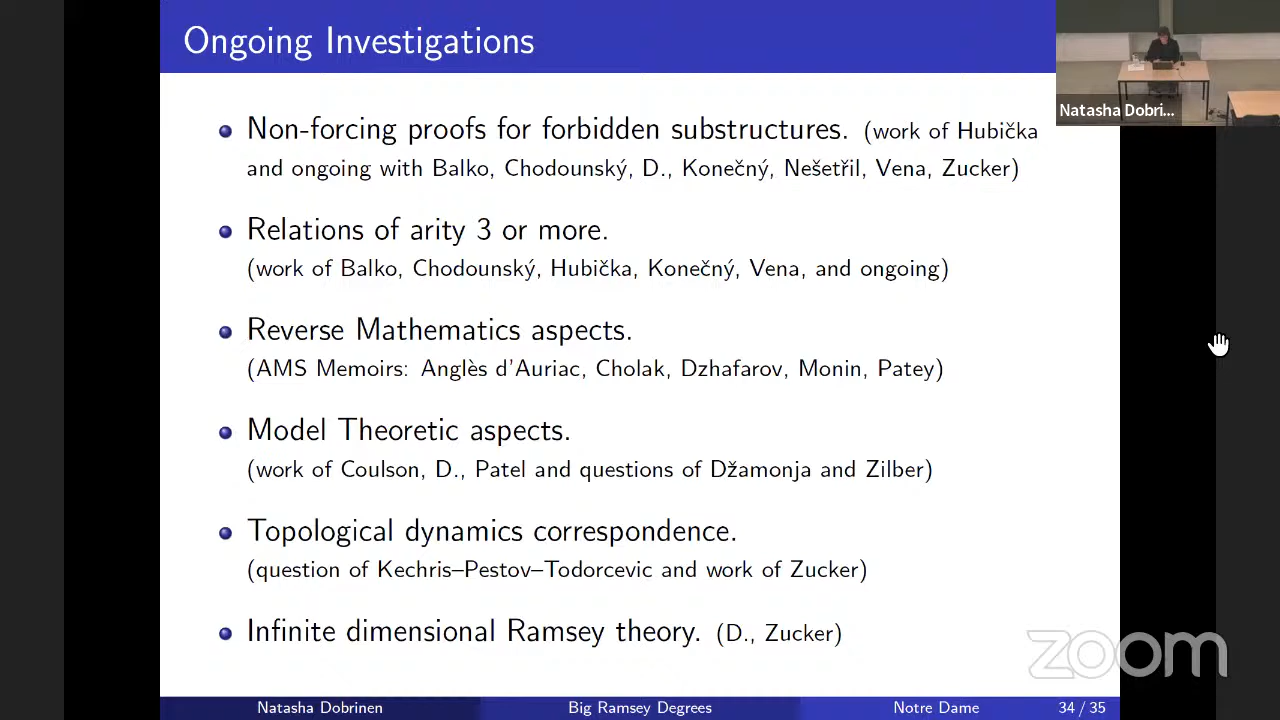 Ongoing Investigations
Natasha Dobri...
Non-forcing proofs for forbidden substructures. (work of Hubička
and ongoing with Balko, Chodounský, D., Konečný, Nešetřil, Vena, Zucker)
Relations of arity 3 or more.
(work of Balko, Chodounský, Hubička, Konečný, Vena, and ongoing)
Reverse Mathematics aspects.
(AMS Memoirs: Anglès d'Auriac, Cholak, Dzhafarov, Monin, Patey)
Model Theoretic aspects.
(work of Coulson, D., Patel and questions of Džamonja and Zilber)
Topological dynamics correspondence.
(question of Kechris–Pestov–Todorcevic and work of Zucker)
Infinite dimensional Ramsey theory. (D., Zucker)
zoom
Natasha Dobrinen Big Ramsey Degrees Notre Dame 34 / 35